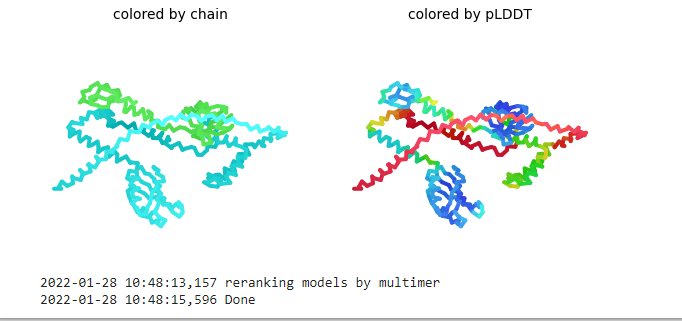 colored by chain
colored by pLDDT
2022-01-28 10:48:13,157 reranking models by multimer
2022-01-28 10:48:15,596 Done